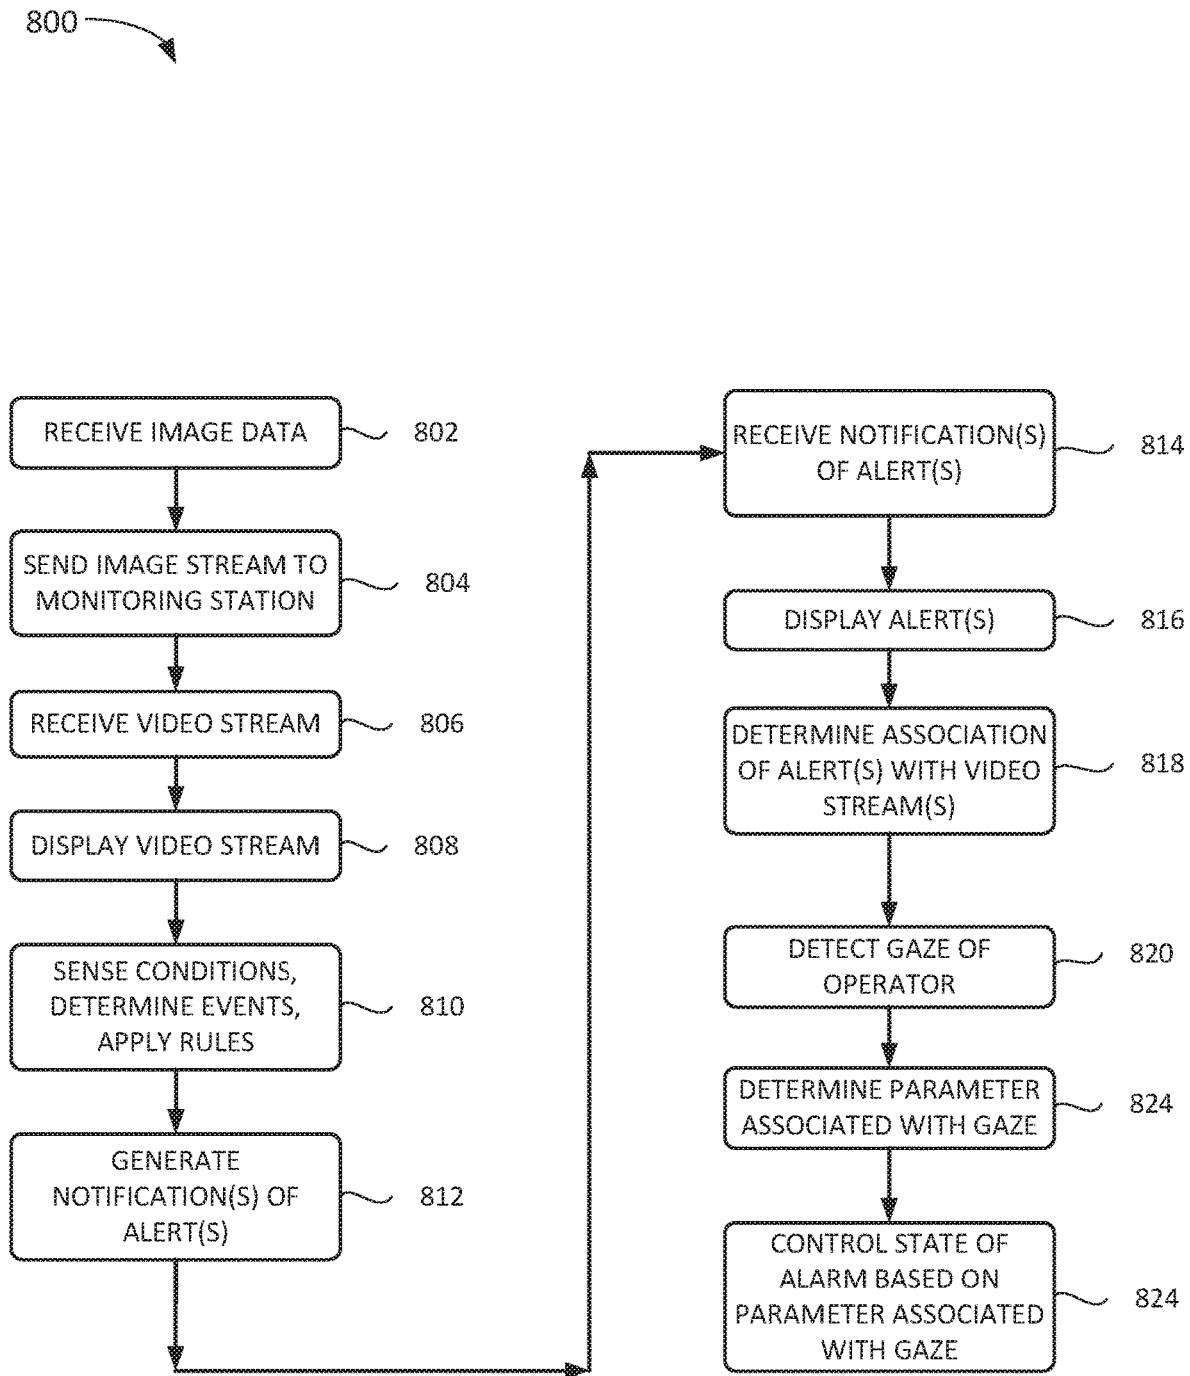 800
RECEIVE IMAGE DATA
802
SEND IMAGE STREAM TO
MONITORING STATION
804
RECEIVE VIDEO STREAM
806
DISPLAY VIDEO STREAM
808
SENSE CONDITIONS,
DETERMINE EVENTS,
APPLY RULES
810
GENERATE
NOTIFICATION(S) OF
ALERT(S)
812
RECEIVE NOTIFICATION(S)
OF ALERT(S)
814
DISPLAY ALERT(S)
816
DETERMINE ASSOCIATION
OF ALERT(S) WITH VIDEO
STREAM(S)
818
DETECT GAZE OF
OPERATOR
820
DETERMINE PARAMETER
ASSOCIATED WITH GAZE
824
CONTROL STATE OF
ALARM BASED ON
PARAMETER ASSOCIATED
WITH GAZE
824